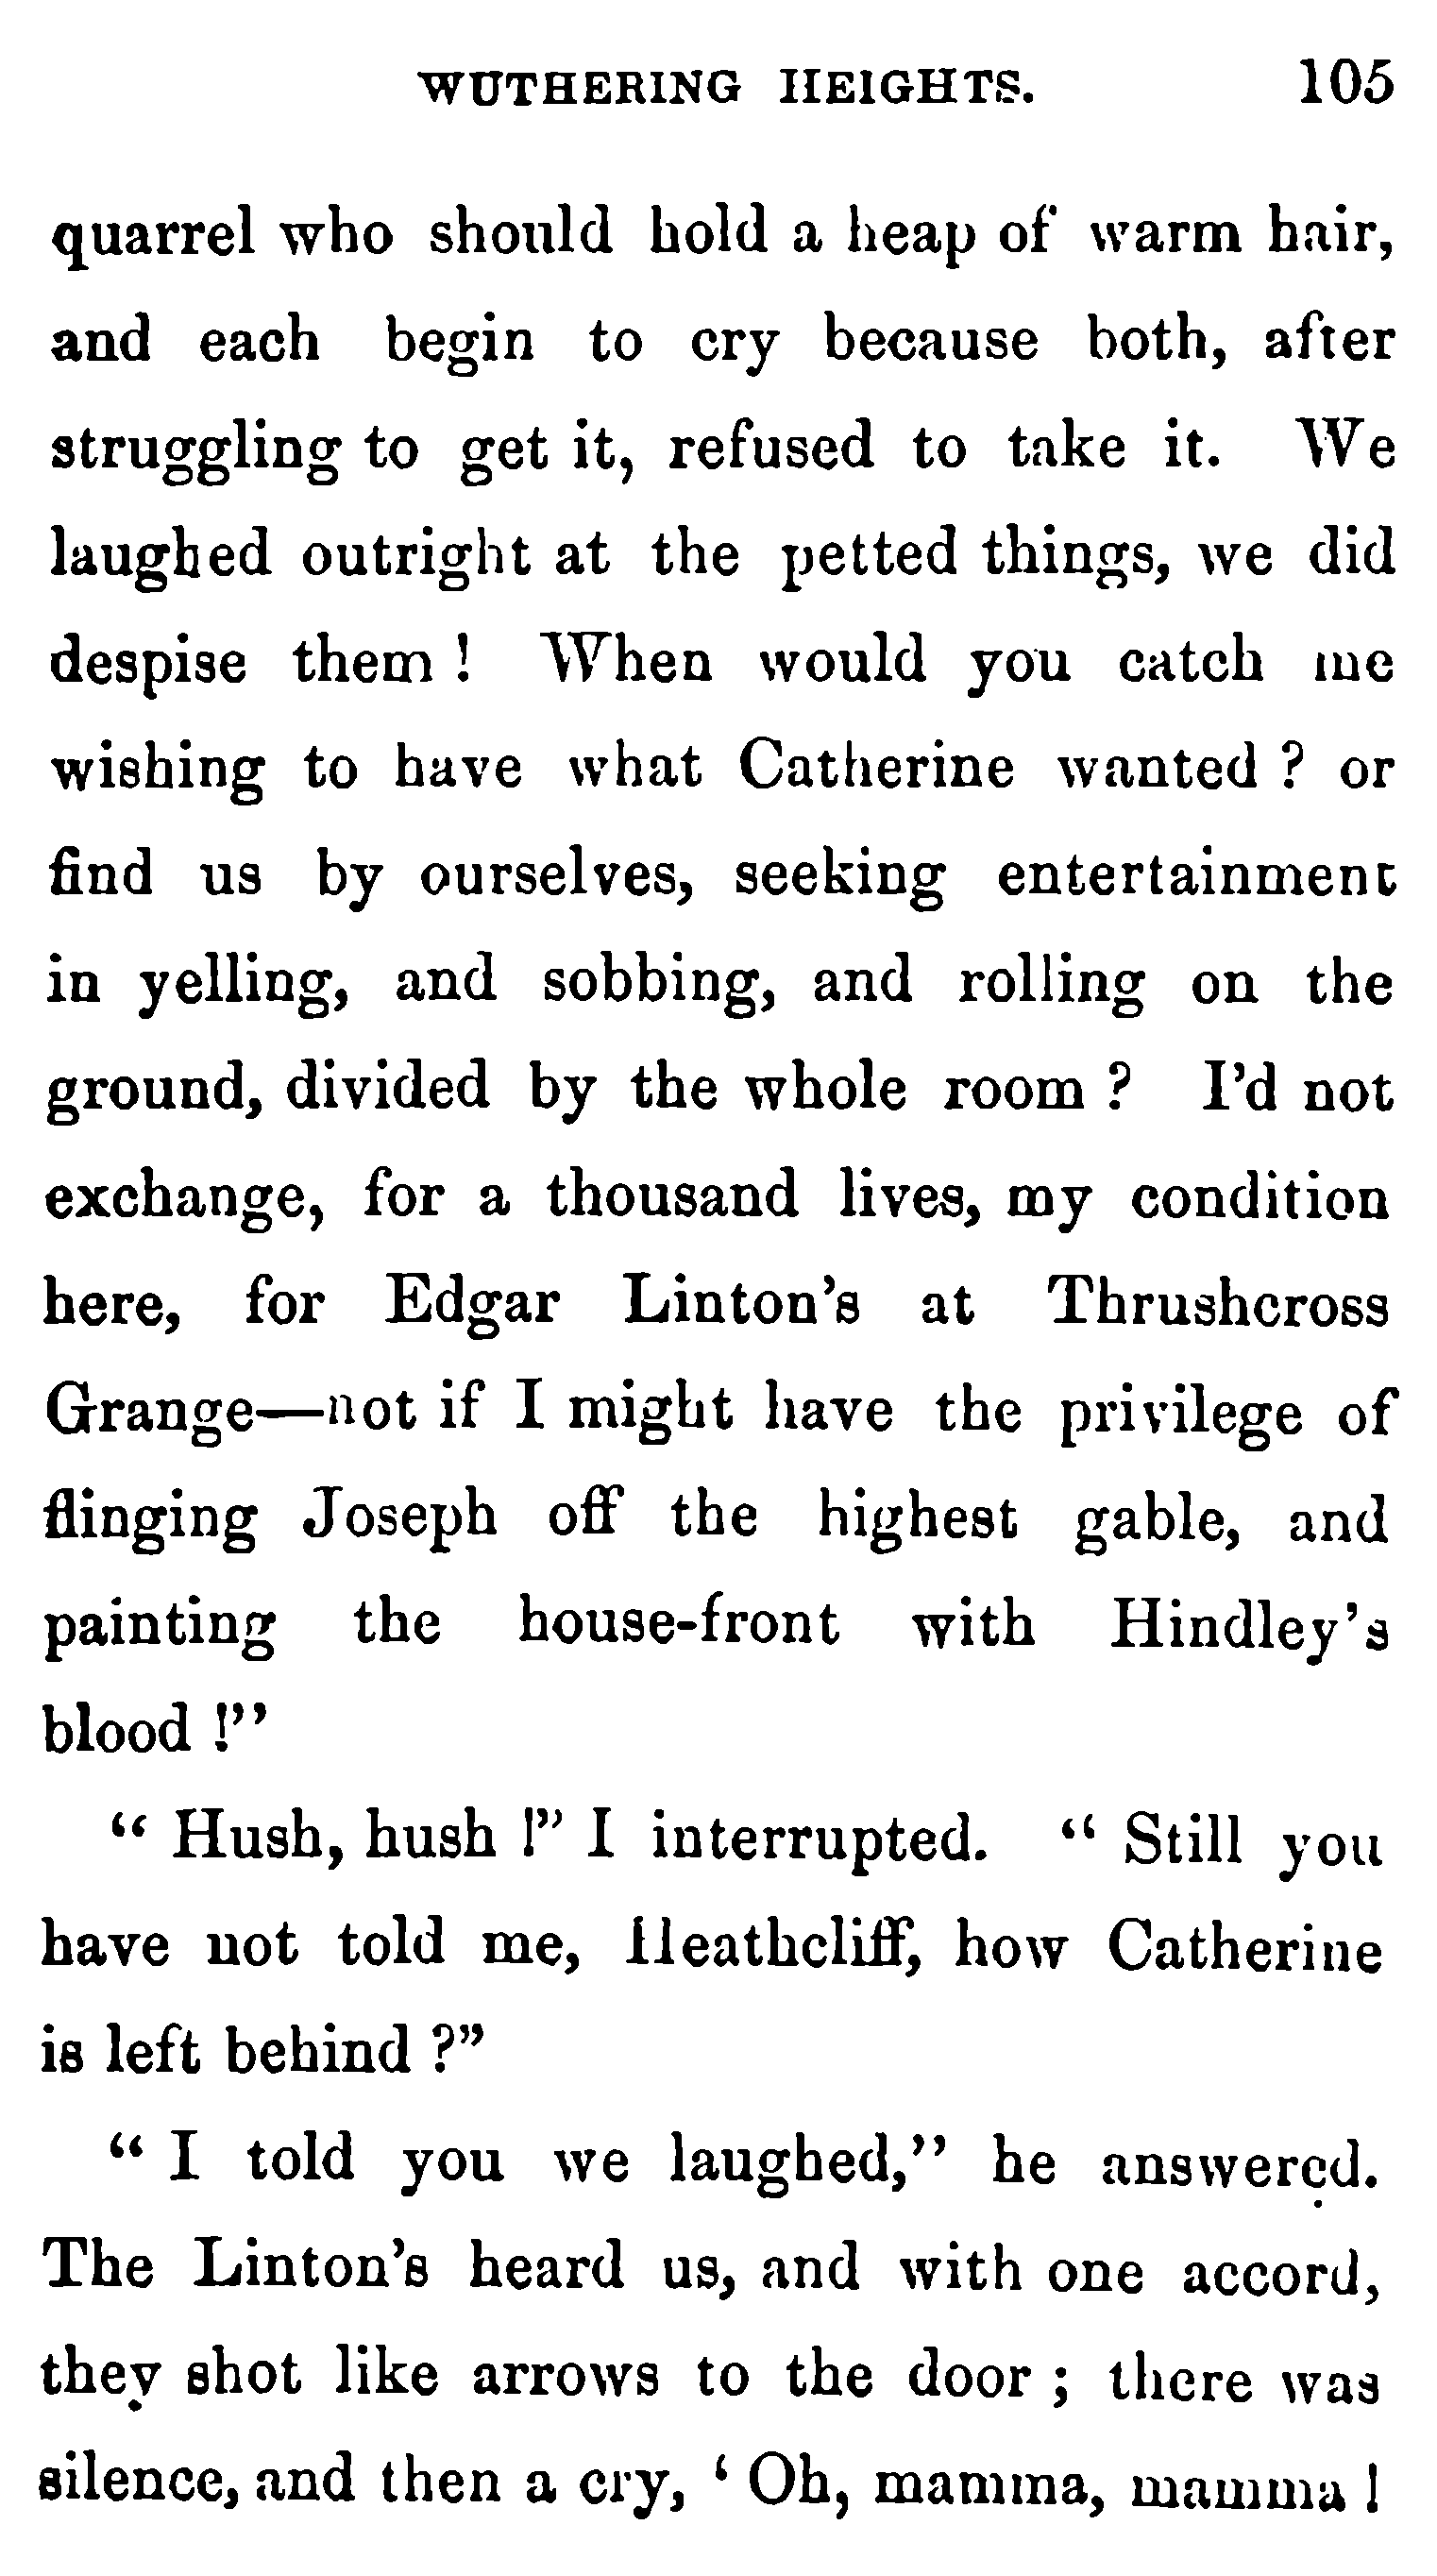 WUTHERING HEIGHTS. 105
quarrel who should hold a heap of warm hair,
and each begin to cry because both, after
struggling to get it, refused to take it. We
laughed outright at the petted things, we did
despise them ! When would you catch me
wishing to have what Catherine wanted ? or
find us by ourselves, seeking entertainment
in yelling, and sobbing, and rolling on the
ground, divided by the whole room ? I'd not
exchange, for a thousand lives, my condition
here, for Edgar Linton's at Thrushcross
Grange—not if I might have the privilege of
flinging Joseph off the highest gable, and
painting the house-front with Hindley's
blood !"
" Hush, hush !" I interrupted. " Still you
have not told me, Heathcliff, how Catherine
is left behind ?"
" I told you we laughed," he answered.
The Linton's heard us, and with one accord,
they shot like arrows to the door ; there was
silence, and then a cry, ' Oh, mamma, mamma !